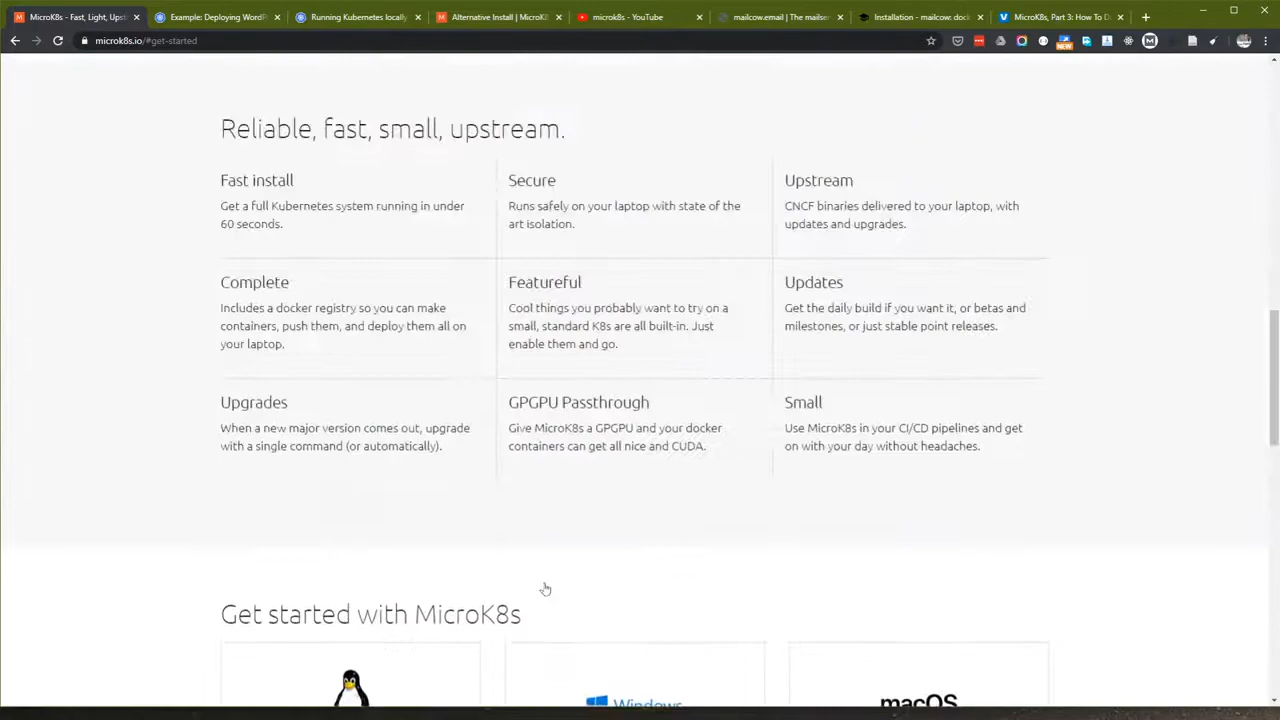 MicroK8s - Fast, Light, Upst
Example: Deploying WordP
Running Kubernetes locally
Alternative Install | MicroK8
microk8s - YouTube
mailcow.email | The mailser
Installation - mailcow: dock
MicroK8s, Part 3: How To D
microk8s.io/#get-started
NEW
Reliable, fast, small, upstream.
Fast install
Get a full Kubernetes system running in under
60 seconds.
Secure
Runs safely on your laptop with state of the
art isolation.
Upstream
CNCF binaries delivered to your laptop, with
updates and upgrades.
Complete
Includes a docker registry so you can make
containers, push them, and deploy them all on
your laptop.
Featureful
Cool things you probably want to try on a
small, standard K8s are all built-in. Just
enable them and go.
Updates
Get the daily build if you want it, or betas and
milestones, or just stable point releases.
Upgrades
When a new major version comes out, upgrade
with a single command (or automatically).
GPGPU Passthrough
Give MicroK8s a GPGPU and your docker
containers can get all nice and CUDA.
Small
Use MicroK8s in your CI/CD pipelines and get
on with your day without headaches.
Get started with MicroK8s
Windows
macOS